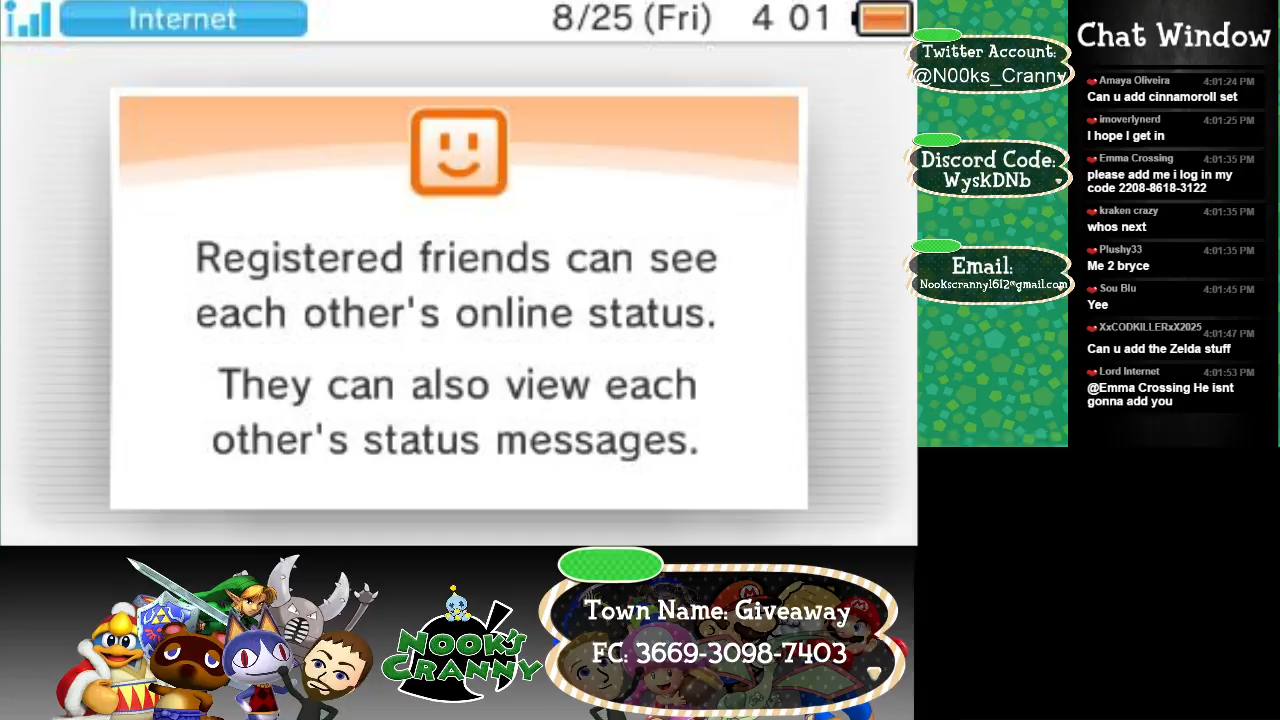 Internet
8/25 (Fri) 4 01
Registered friends can see
each other's online status.
They can also view each
other's status messages.
Twitter Account:
@N00ks_Cranny
Discord Code:
WyskDNb
Email:
Nookscranny1612@gmail.com
Chat Window
Amaya Oliveira 4:01:24 PM
Can u add cinnamoroll set
imoverlynerd 4:01:25 PM
I hope I get in
Emma Crossing 4:01:35 PM
please add me i log in my
code 2208-8618-3122
kraken crazy 4:01:35 PM
whos next
Plushy33 4:01:35 PM
Me 2 bryce
Sou Blu 4:01:45 PM
Yee
XxCODKILLERxX2025 4:01:47 PM
Can u add the Zelda stuff
Lord Internet 4:01:53 PM
@Emma Crossing He isnt
gonna add you
NOOK'S
CRANNY
Town Name: Giveaway
FC: 3669-3098-7403